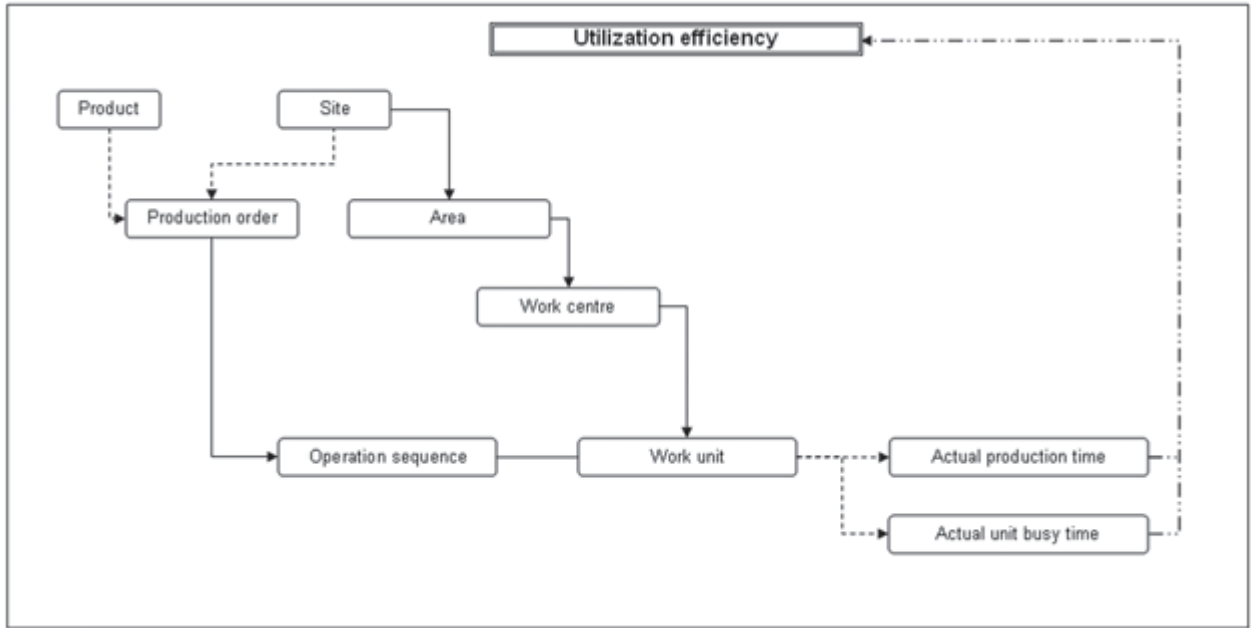 Utilization efficiency
Product
Site
Production order
Area
Work centre
Operation sequence
Work unit
Actual production time
Actual unit busy time